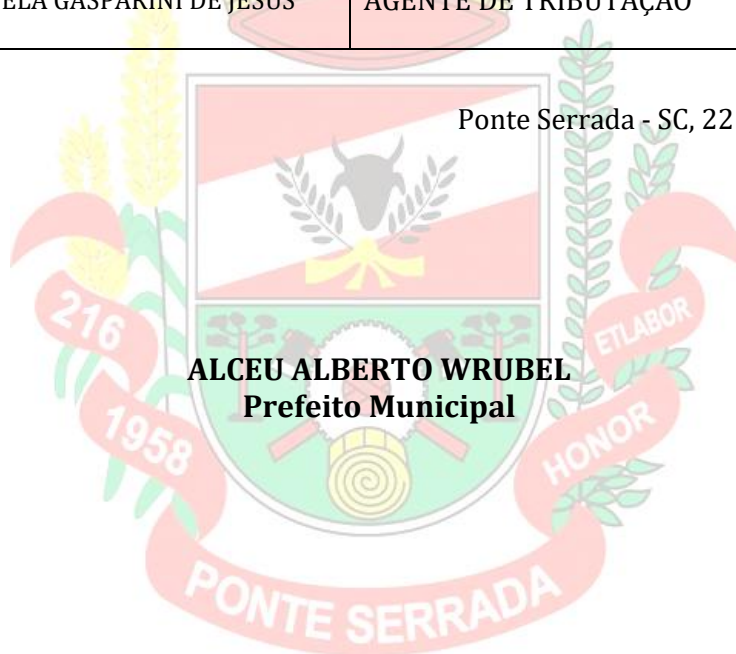 ELA GASPARINI DE JESUS AGENTE DE TRIBUTAÇÃO
Ponte Serrada - SC, 22
ALCEU ALBERTO WRUBEL
Prefeito Municipal
216
1958
ETLABOR
HONOR
PONTE SERRADA